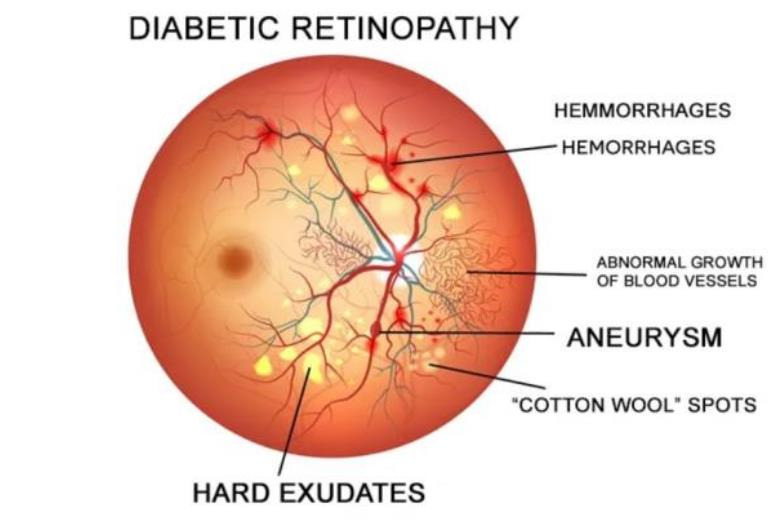 DIABETIC RETINOPATHY
HEMMORRHAGES
HEMORRHAGES
ABNORMAL GROWTH
OF BLOOD VESSELS
ANEURYSM
"COTTON WOOL" SPOTS
HARD EXUDATES